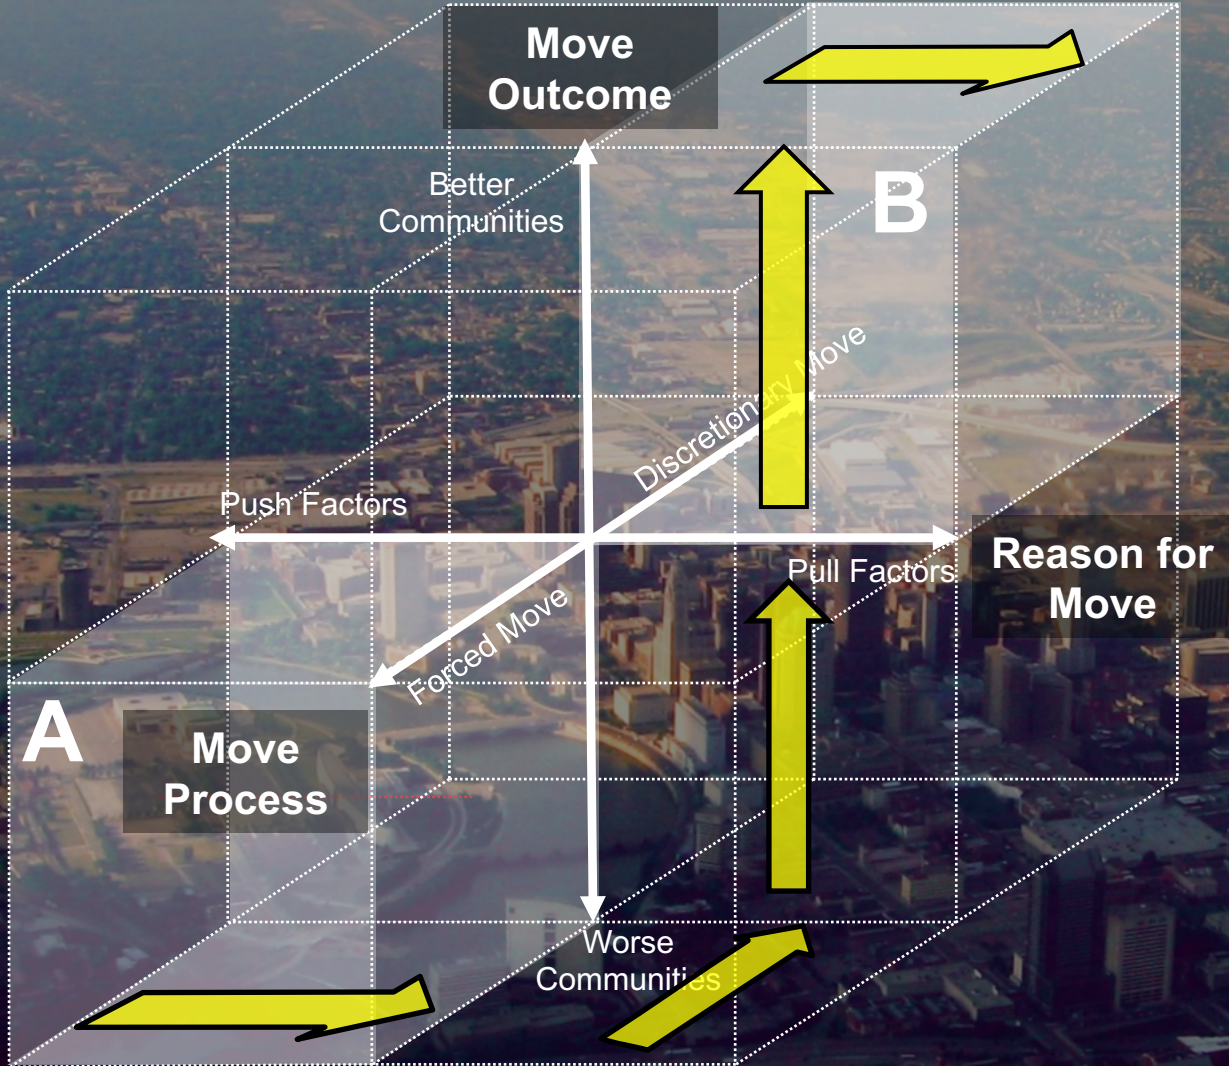 Move
Outcome
Better
Communities
B
Discretionary Move
Push Factors
Pull Factors
Reason for
Move
Forced Move
A
Move
Process
Worse
Communities